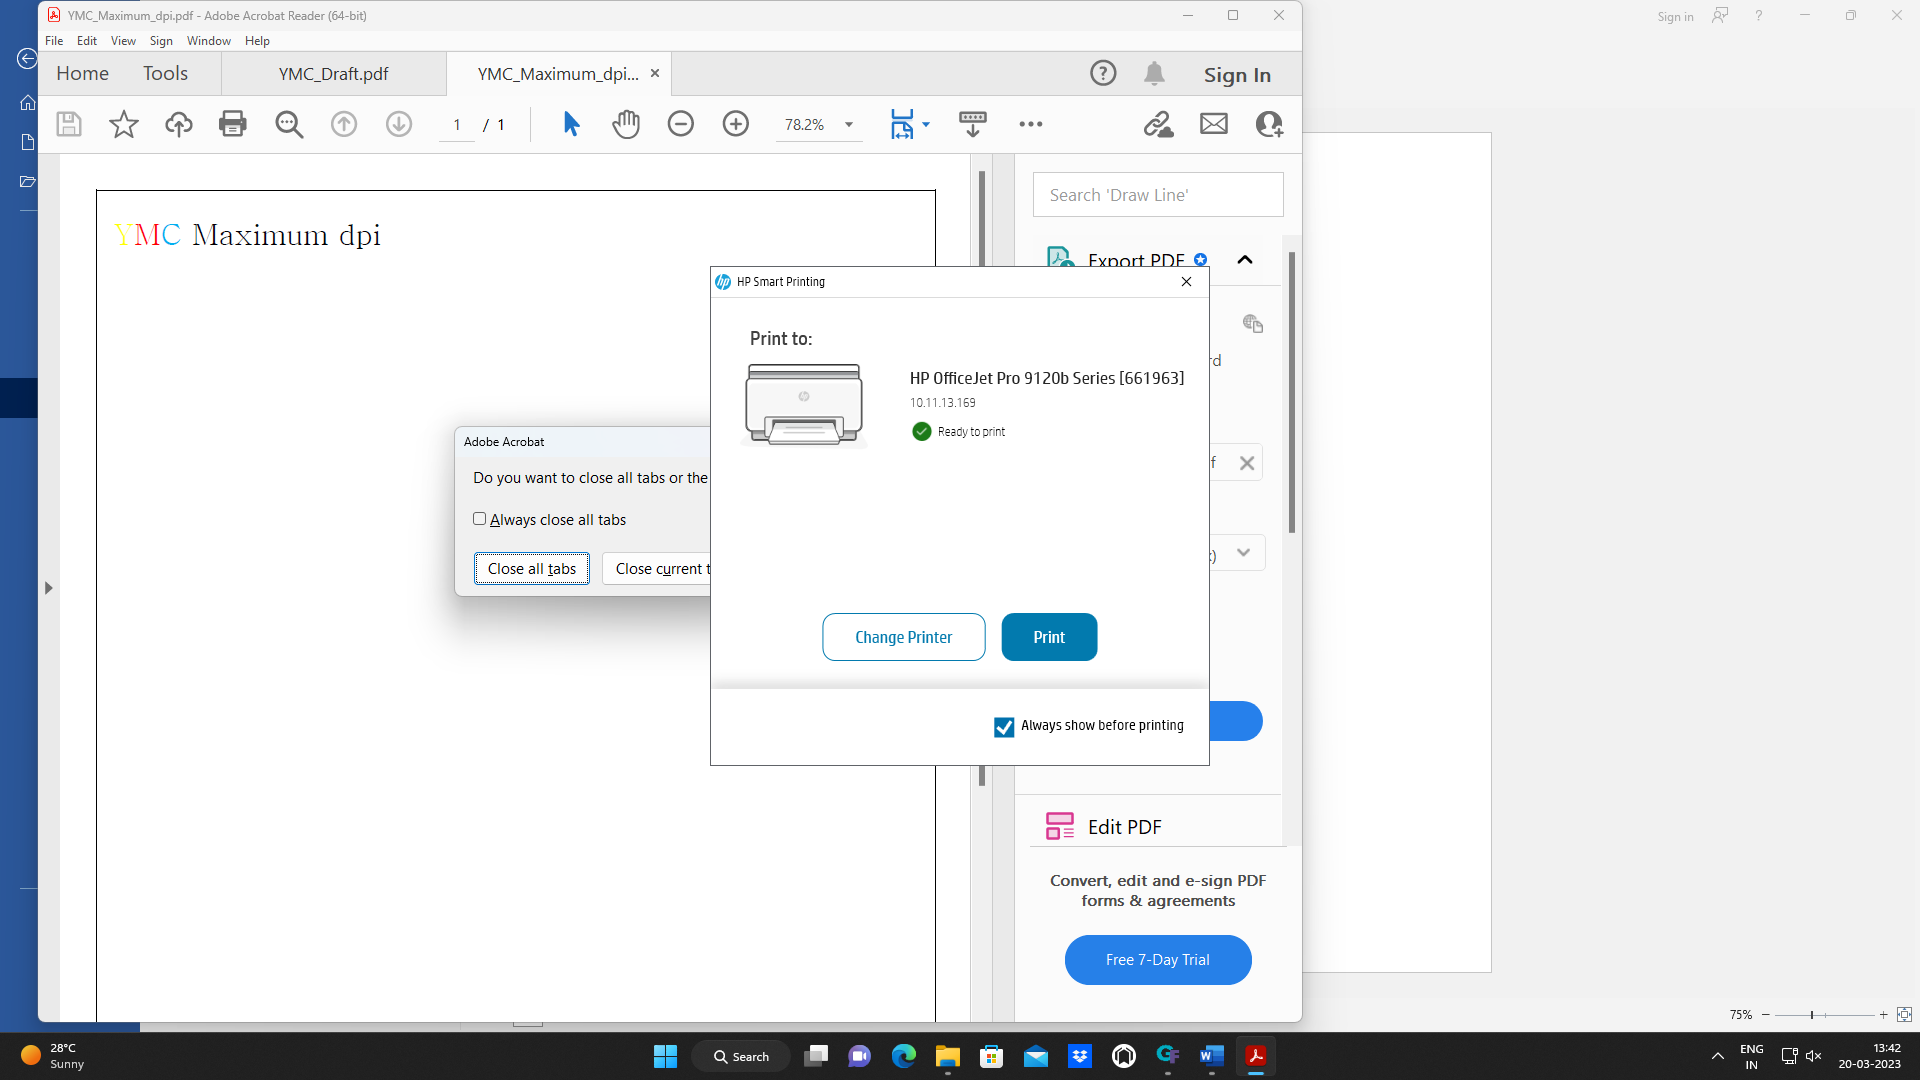 YMC_Maximum_dpi.pdf - Adobe Acrobat Reader (64-bit)
Sign in
?
File Edit View Sign Window Help
Home Tools YMC_Draft.pdf YMC_Maximum_dpi... Sign In
1 / 1 78.2%
Search 'Draw Line'
YMC Maximum dpi
Export PDF
HP Smart Printing
Print to:
HP OfficeJet Pro 9120b Series [661963]
10.11.13.169
Ready to print
Adobe Acrobat
Do you want to close all tabs or the
Always close all tabs
Close all tabs
Close current t
rd
f
Change Printer
Print
Always show before printing
Edit PDF
Convert, edit and e-sign PDF
forms & agreements
Free 7-Day Trial
75%
28°C
Sunny
Search
ENG
IN
13:42
20-03-2023